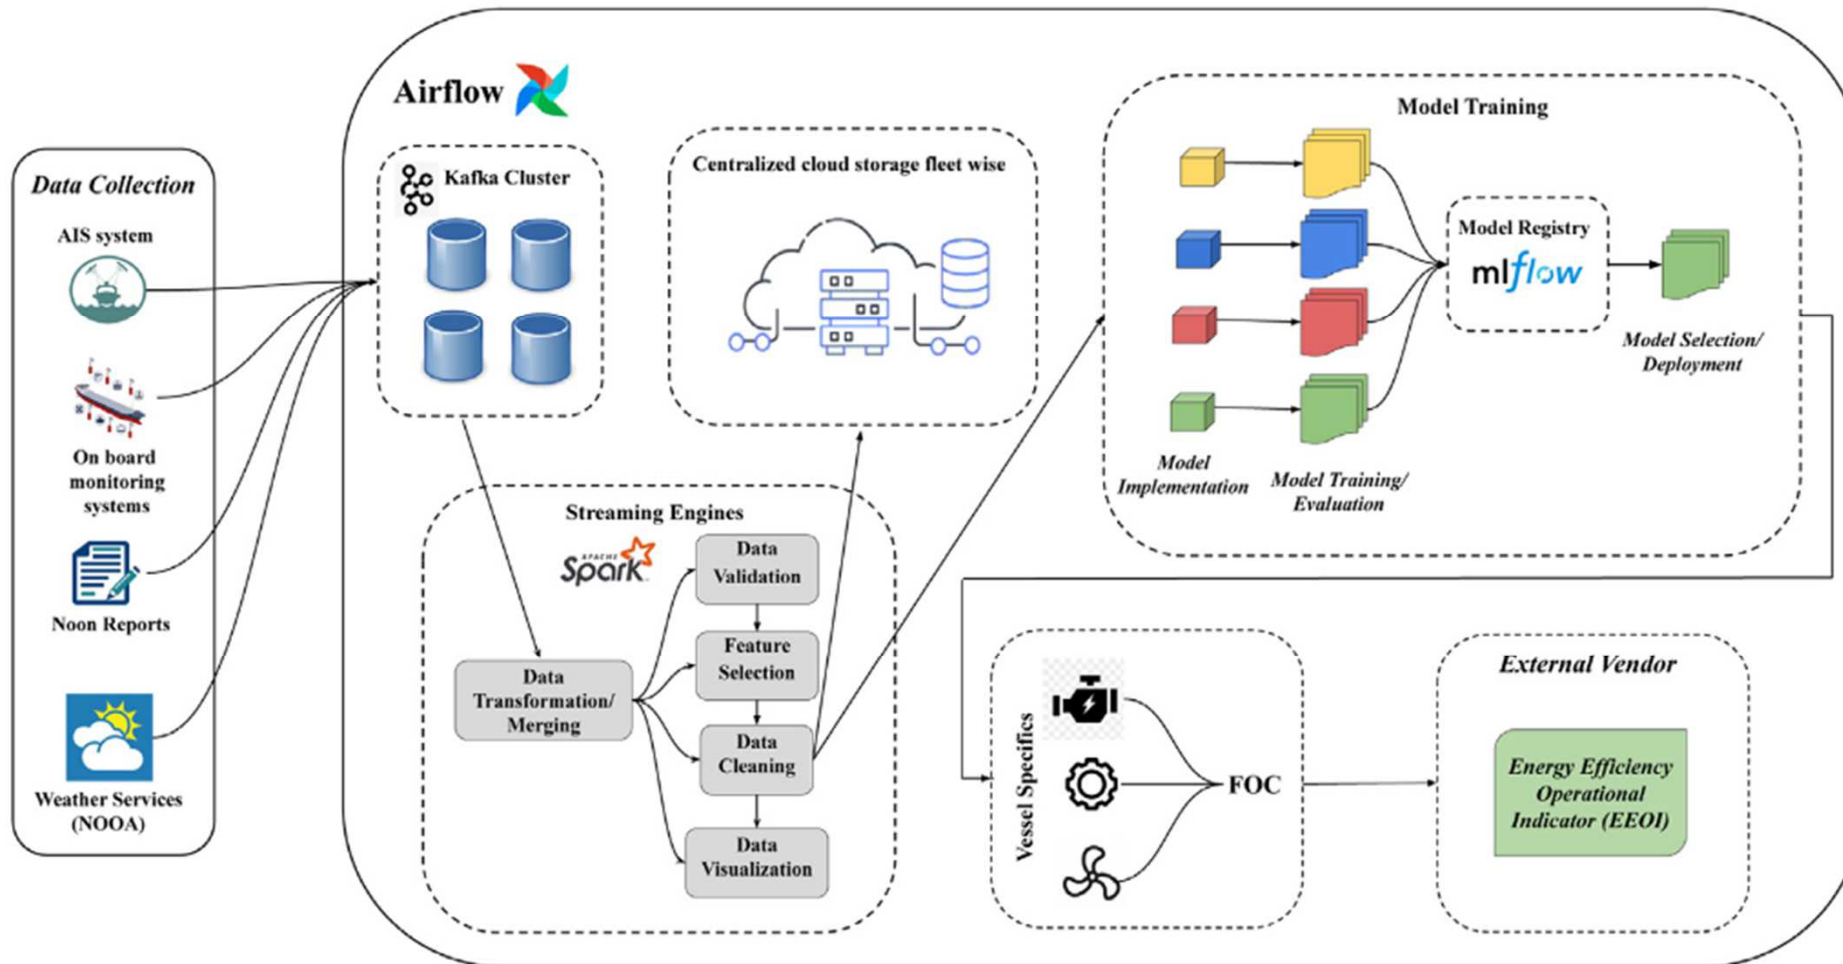 Data Collection
AIS system
On board
monitoring
systems
Noon Reports
Weather Services
(NOOA)
Airflow
Kafka Cluster
Centralized cloud storage fleet wise
Streaming Engines
APACHE
Spark
Data
Transformation/
Merging
Data
Validation
Feature
Selection
Data
Cleaning
Data
Visualization
Model Training
Model
Implementation
Model Training/
Evaluation
Model Registry
mlflow
Model Selection/
Deployment
Vessel Specifics
FOC
External Vendor
Energy Efficiency
Operational
Indicator (EEOI)